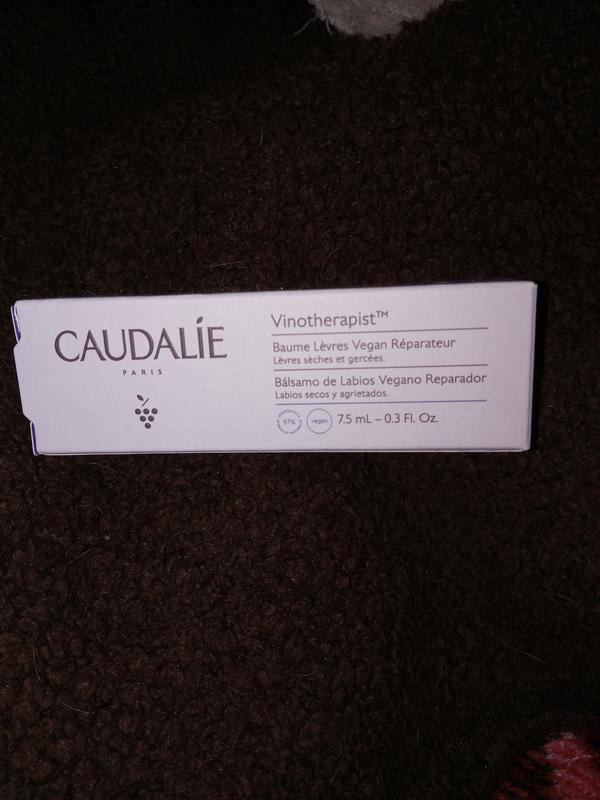 CAUDALÍE
PARIS
Vinotherapist™
Baume Lèvres Vegan Réparateur
Lèvres sèches et gercées.
Bálsamo de Labios Vegano Reparador
Labios secos y agrietados.
97%
vegan
7.5 mL – 0.3 Fl. Oz.